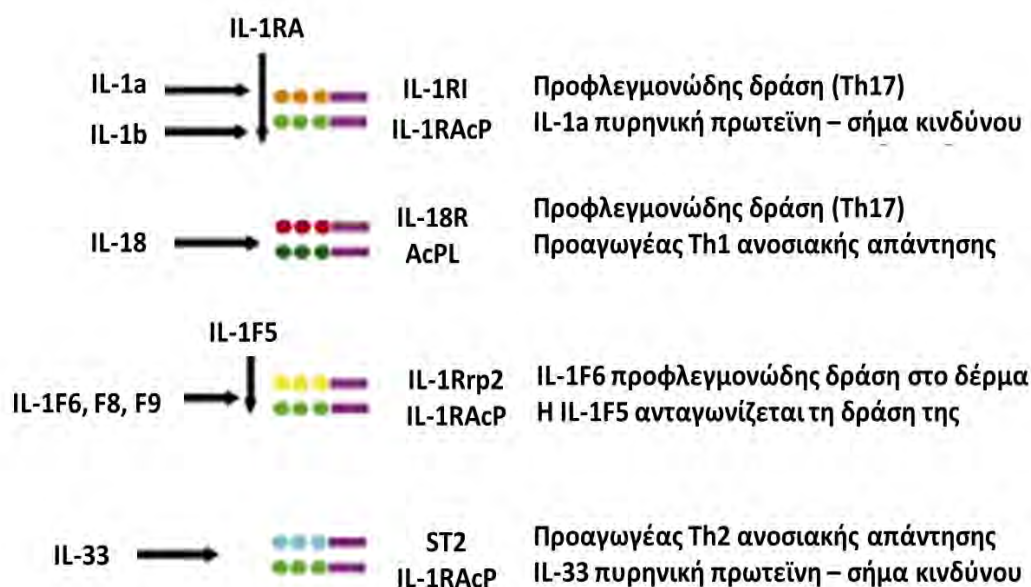 IL-1RA
IL-1a
IL-1RI
Προφλεγμονώδης δράση (Th17)
IL-1b
IL-1RAcP
IL-1a πυρηνική πρωτεϊνη – σήμα κινδύνου
IL-18
IL-18R
Προφλεγμονώδης δράση (Th17)
AcPL
Προαγωγέας Th1 ανοσιακής απάντησης
IL-1F5
IL-1F6, F8, F9
IL-1Rrp2
IL-1F6 προφλεγμονώδης δράση στο δέρμα
IL-1RAcP
Η IL-1F5 ανταγωνίζεται τη δράση της
IL-33
ST2
Προαγωγέας Th2 ανοσιακής απάντησης
IL-1RAcP
IL-33 πυρηνική πρωτεϊνη – σήμα κινδύνου